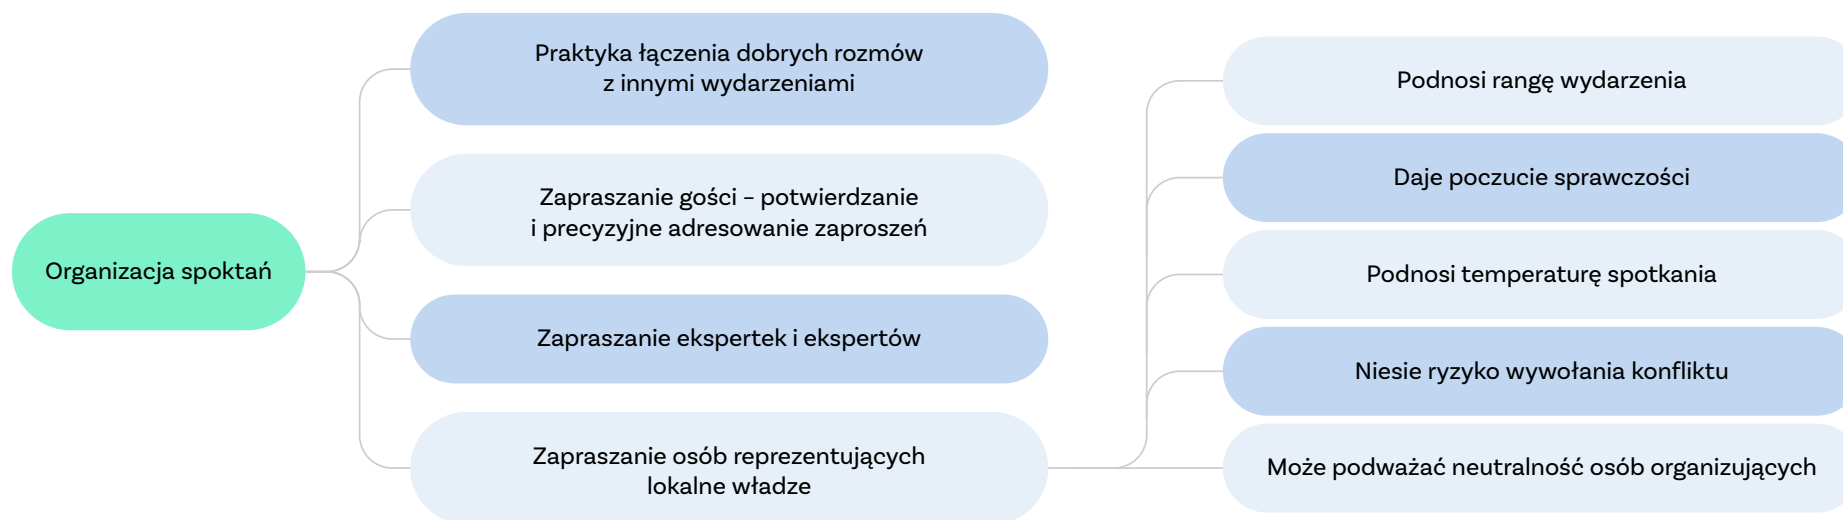 Organizacja spoktań
Praktyka łączenia dobrych rozmów
z innymi wydarzeniami
Zapraszanie gości – potwierdzanie
i precyzyjne adresowanie zaproszeń
Zapraszanie ekspertek i ekspertów
Zapraszanie osób reprezentujących
lokalne władze
Podnosi rangę wydarzenia
Daje poczucie sprawczości
Podnosi temperaturę spotkania
Niesie ryzyko wywołania konfliktu
Może podważać neutralność osób organizujących